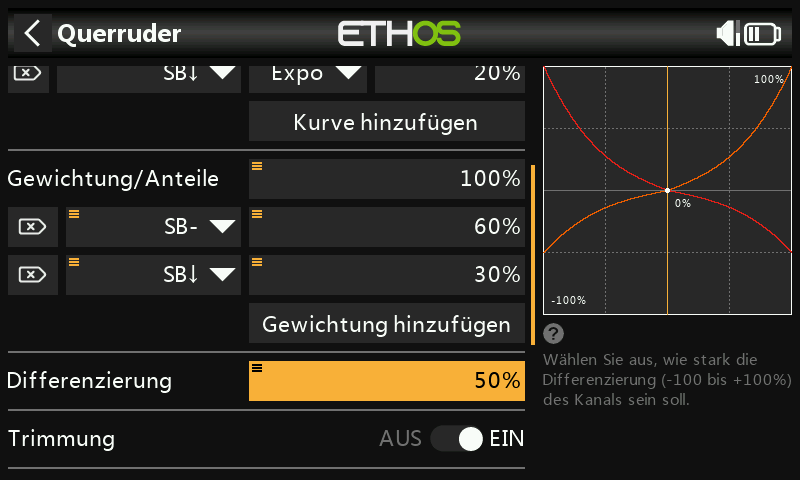 Querruder
ETHOS
SB↓ Expo 20%
Kurve hinzufügen
Gewichtung/Anteile 100%
SB- 60%
SB↓ 30%
Gewichtung hinzufügen
Differenzierung 50%
Trimmung AUS EIN
100%
0%
-100%
?
Wählen Sie aus, wie stark die
Differenzierung (-100 bis +100%)
des Kanals sein soll.